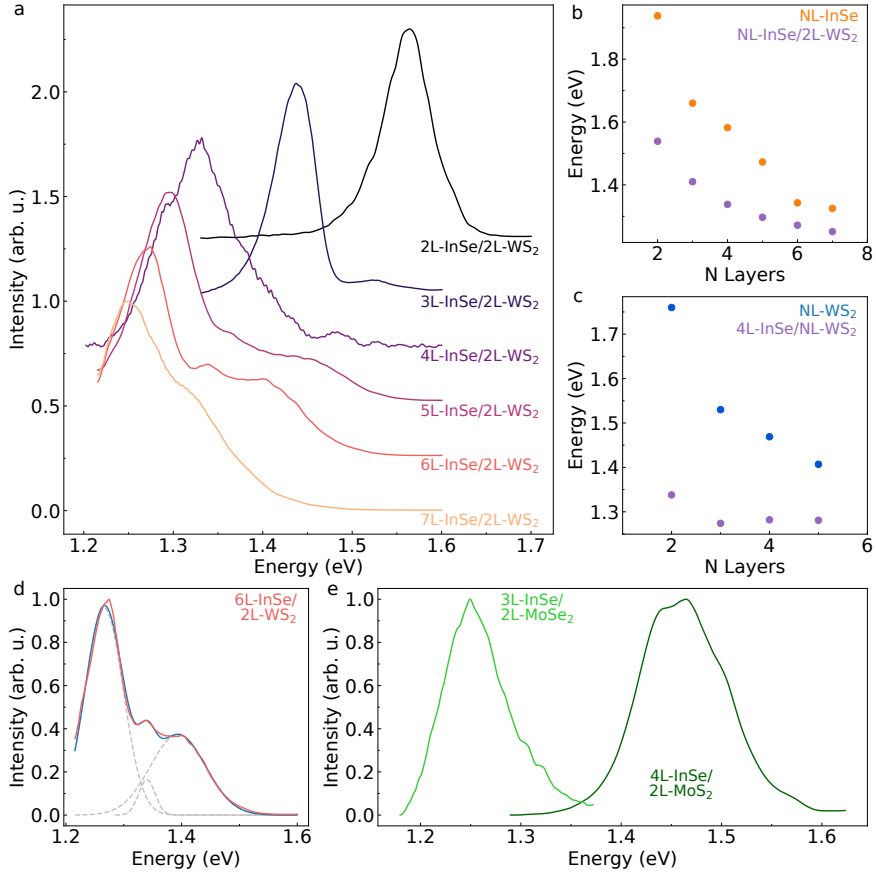 a
2.0
1.5
1.0
0.5
0.0
Intensity (arb. u.)
2L-InSe/2L-WS₂
3L-InSe/2L-WS₂
4L-InSe/2L-WS₂
5L-InSe/2L-WS₂
6L-InSe/2L-WS₂
7L-InSe/2L-WS₂
1.2 1.3 1.4 1.5 1.6 1.7
Energy (eV)
b
NL-InSe
NL-InSe/2L-WS₂
1.8
1.6
1.4
Energy (eV)
0 2 4 6 8
N Layers
c
NL-WS₂
4L-InSe/NL-WS₂
1.7
1.6
1.5
1.4
1.3
Energy (eV)
2 4 6
N Layers
d
6L-InSe/
2L-WS₂
1.0
0.8
0.6
0.4
0.2
0.0
Intensity (arb. u.)
1.2 1.4 1.6
Energy (eV)
e
3L-InSe/
2L-MoSe₂
4L-InSe/
2L-MoS₂
1.0
0.8
0.6
0.4
0.2
0.0
Intensity (arb. u.)
1.2 1.3 1.4 1.5 1.6
Energy (eV)